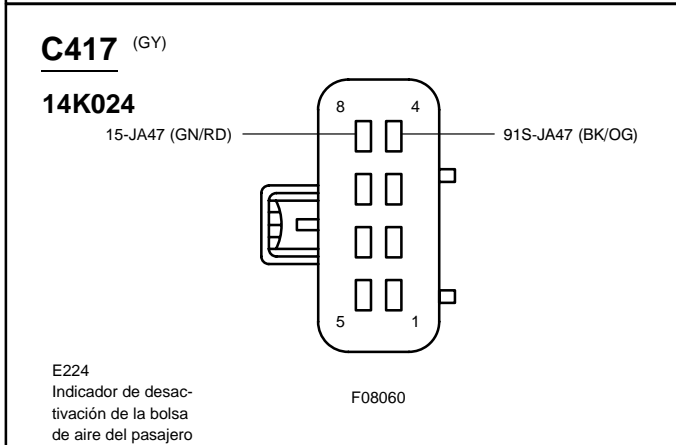 C417 (GY)
14K024
8 4
15-JA47 (GN/RD) 91S-JA47 (BK/OG)
5 1
E224
Indicador de desac-
tivación de la bolsa
de aire del pasajero
F08060